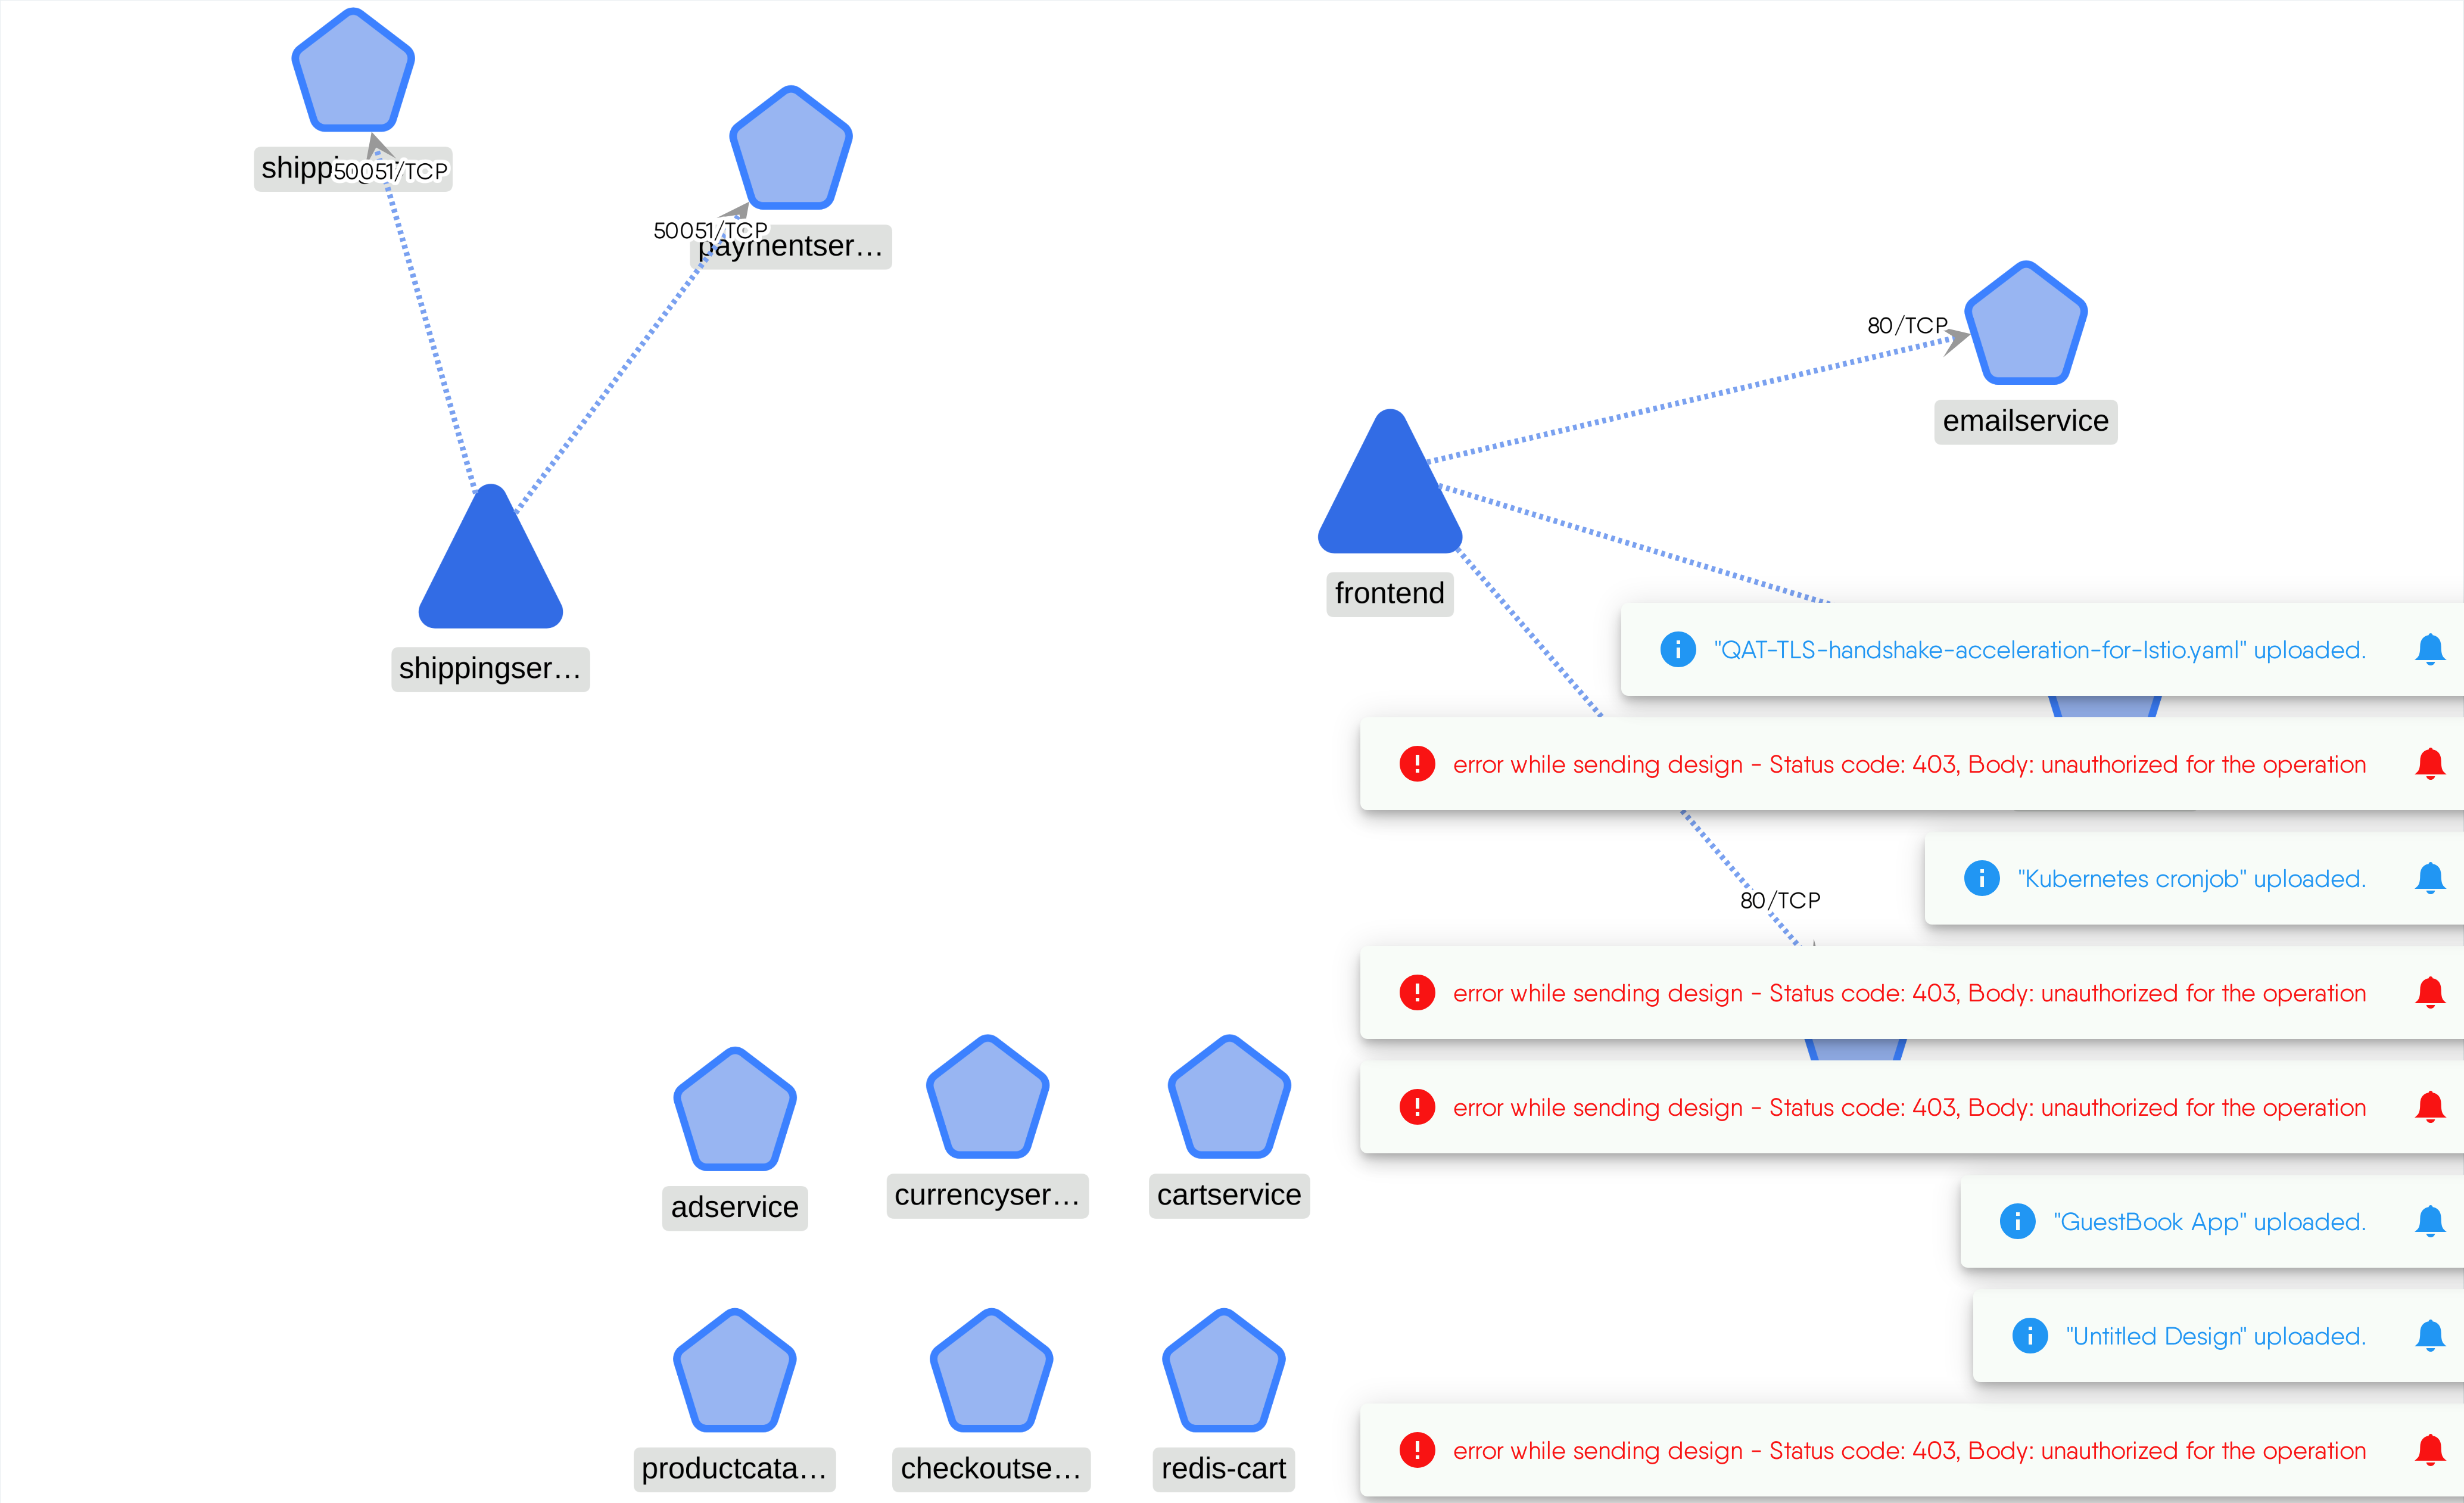 shipp
50051/TCP
50051/TCP
paymentser…
80/TCP
emailservice
frontend
shippingser…
"QAT-TLS-handshake-acceleration-for-Istio.yaml" uploaded.
error while sending design - Status code: 403, Body: unauthorized for the operation
"Kubernetes cronjob" uploaded.
80/TCP
error while sending design - Status code: 403, Body: unauthorized for the operation
error while sending design - Status code: 403, Body: unauthorized for the operation
adservice
currencyser…
cartservice
"GuestBook App" uploaded.
"Untitled Design" uploaded.
error while sending design - Status code: 403, Body: unauthorized for the operation
productcata…
checkoutse…
redis-cart